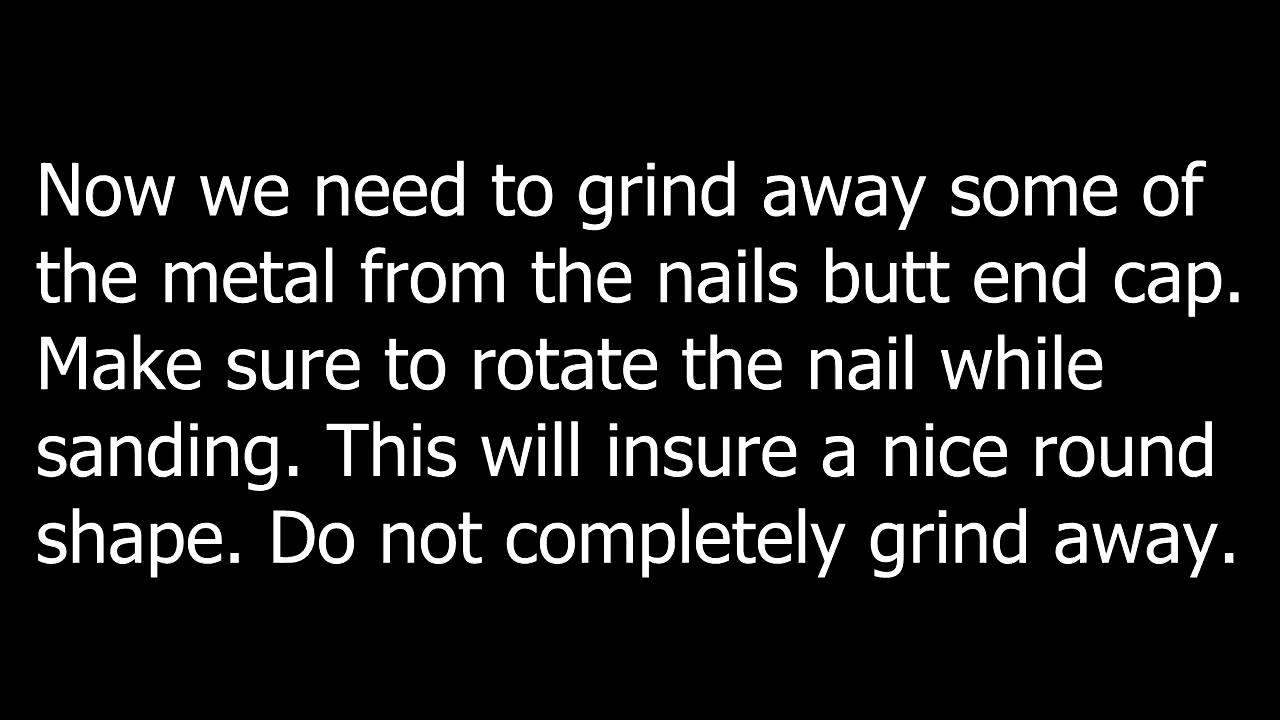 Now we need to grind away some of
the metal from the nails butt end cap.
Make sure to rotate the nail while
sanding. This will insure a nice round
shape. Do not completely grind away.